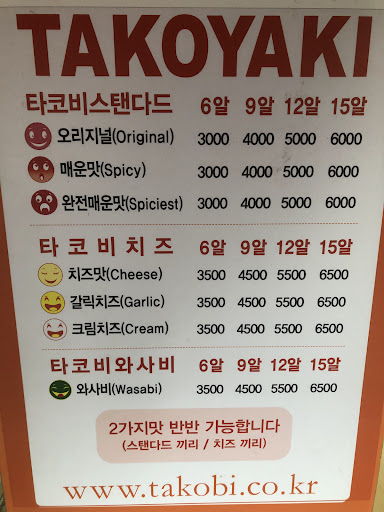 TAKOYAKI
타코비스탠다드 6알 9알 12알 15알
오리지널(Original) 3000 4000 5000 6000
매운맛(Spicy) 3000 4000 5000 6000
완전매운맛(Spiciest) 3000 4000 5000 6000
타코비치즈 6알 9알 12알 15알
치즈맛(Cheese) 3500 4500 5500 6500
갈릭치즈(Garlic) 3500 4500 5500 6500
크림치즈(Cream) 3500 4500 5500 6500
타코비와사비 6알 9알 12알 15알
와사비(Wasabi) 3500 4500 5500 6500
2가지맛 반반 가능합니다
(스탠다드 끼리 / 치즈 끼리)
www.takobi.co.kr